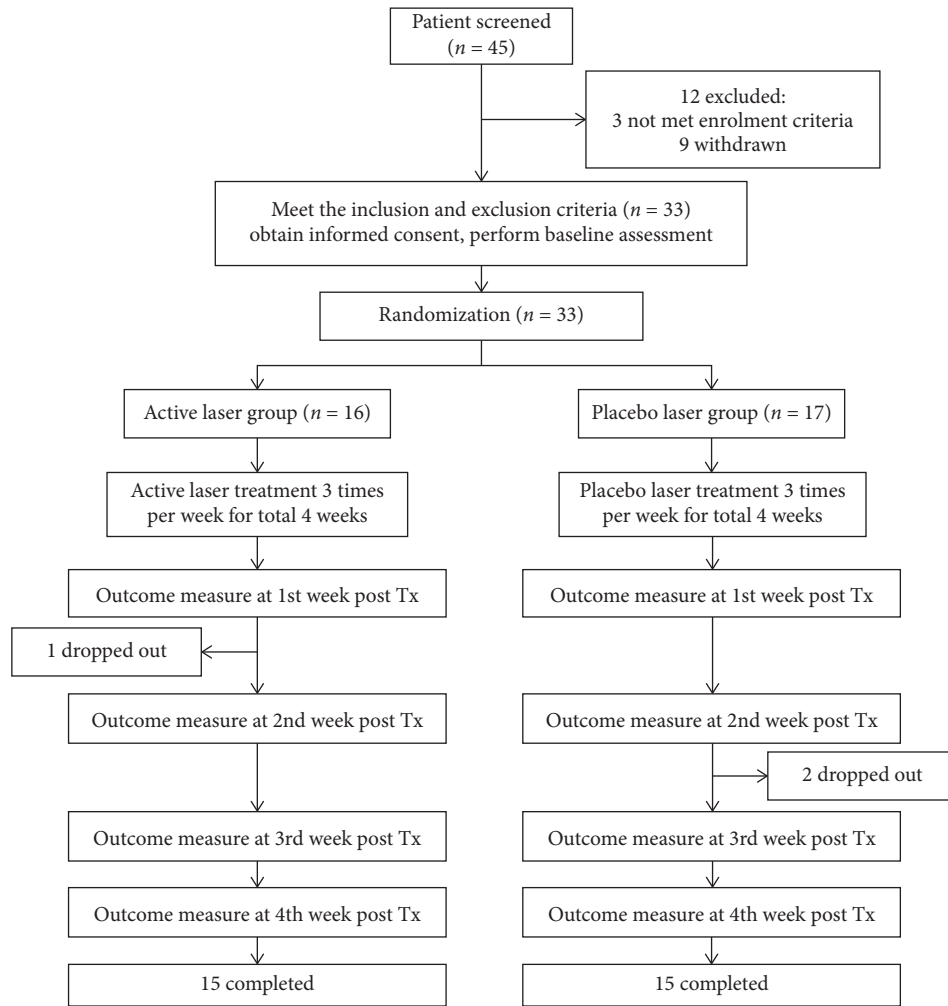 Patient screened
(n = 45)
12 excluded:
3 not met enrolment criteria
9 withdrawn
Meet the inclusion and exclusion criteria (n = 33)
obtain informed consent, perform baseline assessment
Randomization (n = 33)
Active laser group (n = 16)
Placebo laser group (n = 17)
Active laser treatment 3 times
per week for total 4 weeks
Placebo laser treatment 3 times
per week for total 4 weeks
Outcome measure at 1st week post Tx
Outcome measure at 1st week post Tx
1 dropped out
Outcome measure at 2nd week post Tx
Outcome measure at 2nd week post Tx
2 dropped out
Outcome measure at 3rd week post Tx
Outcome measure at 3rd week post Tx
Outcome measure at 4th week post Tx
Outcome measure at 4th week post Tx
15 completed
15 completed